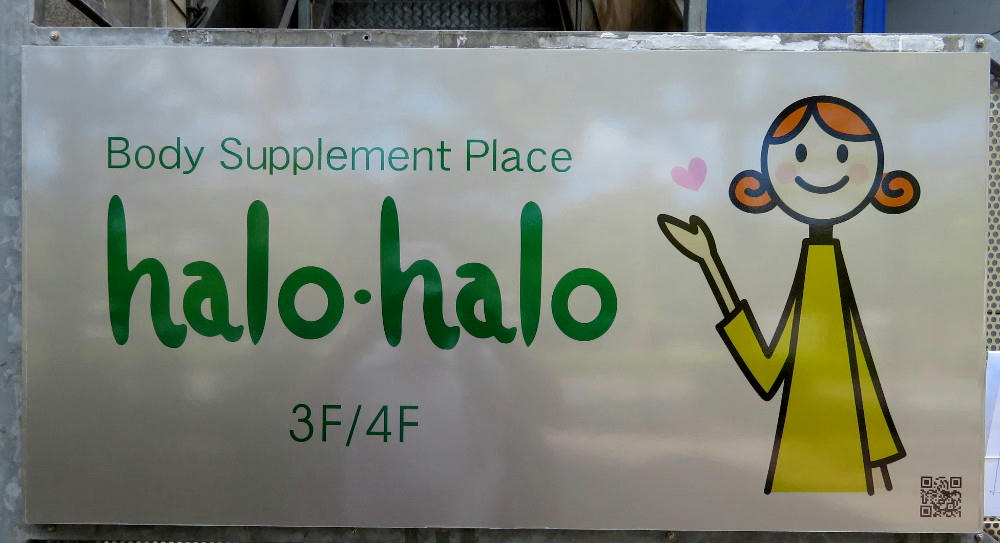 Body Supplement Place
halo·halo
3F/4F